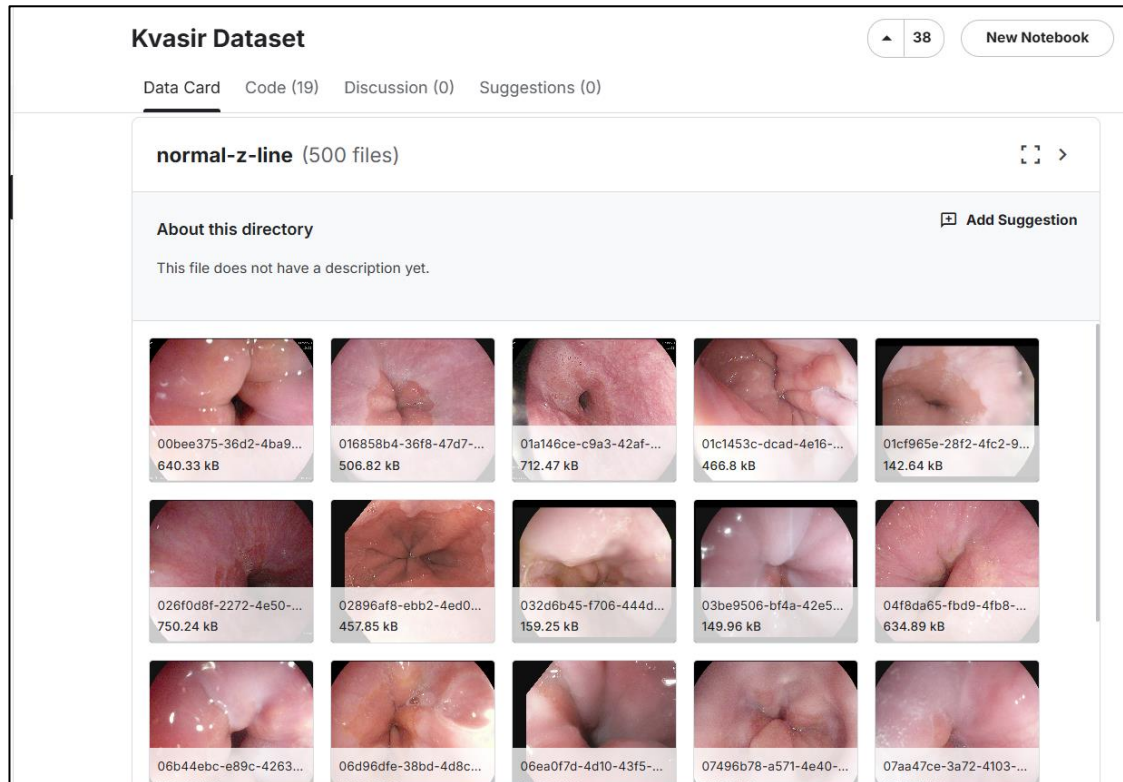 Kvasir Dataset
38
New Notebook
Data Card Code (19) Discussion (0) Suggestions (0)
normal-z-line (500 files)
About this directory
Add Suggestion
This file does not have a description yet.
00bee375-36d2-4ba9... 016858b4-36f8-47d7-... 01a146ce-c9a3-42af-... 01c1453c-dcad-4e16-... 01cf965e-28f2-4fc2-9...
640.33 kB 506.82 kB 712.47 kB 466.8 kB 142.64 kB
026f0d8f-2272-4e50-... 02896af8-ebb2-4ed0... 032d6b45-f706-444d... 03be9506-bf4a-42e5... 04f8da65-fbd9-4fb8-...
750.24 kB 457.85 kB 159.25 kB 149.96 kB 634.89 kB
06b44ebc-e89c-4263... 06d96dfe-38bd-4d8c... 06ea0f7d-4d10-43f5-... 07496b78-a571-4e40-... 07aa47ce-3a72-4103-...